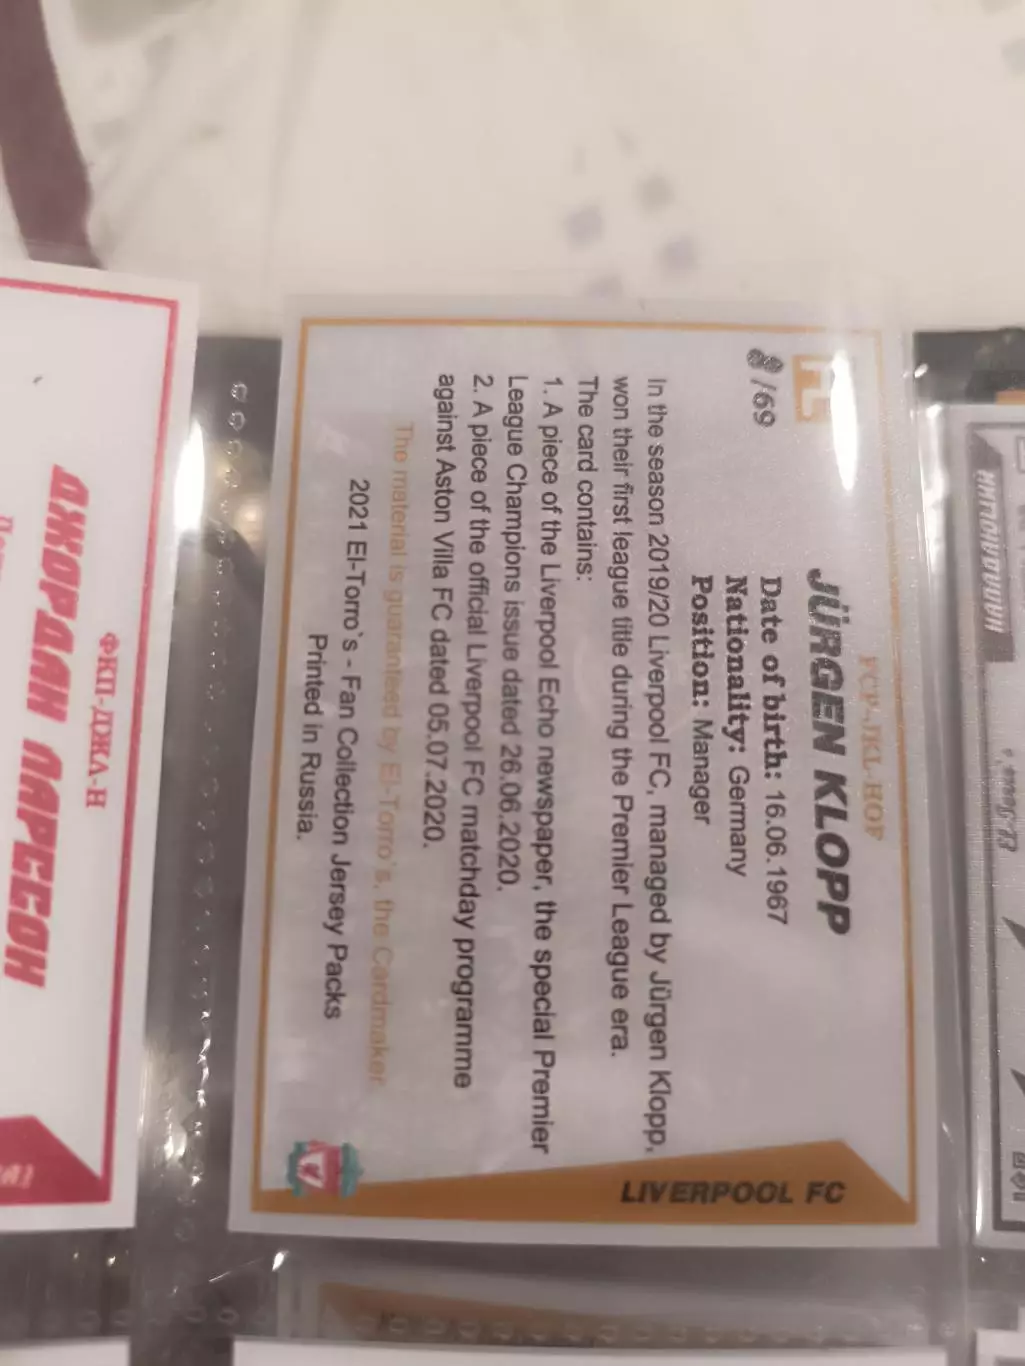 FCP-JKL-HOF
JÜRGEN KLOPP
Date of birth: 16.06.1967
Nationality: Germany
Position: Manager
FL
8/69
In the season 2019/20 Liverpool FC, managed by Jürgen Klopp,
won their first league title during the Premier League era.
The card contains:
1. A piece of the Liverpool Echo newspaper, the special Premier
League Champions issue dated 26.06.2020.
2. A piece of the official Liverpool FC matchday programme
against Aston Villa FC dated 05.07.2020.
The material is guaranteed by El-Torro`s, the Cardmaker
2021 El-Torro`s - Fan Collection Jersey Packs
Printed in Russia.
LIVERPOOL FC
ФКП-ДЖЛ-Н
ДЖОРДАН ЛАРСОН